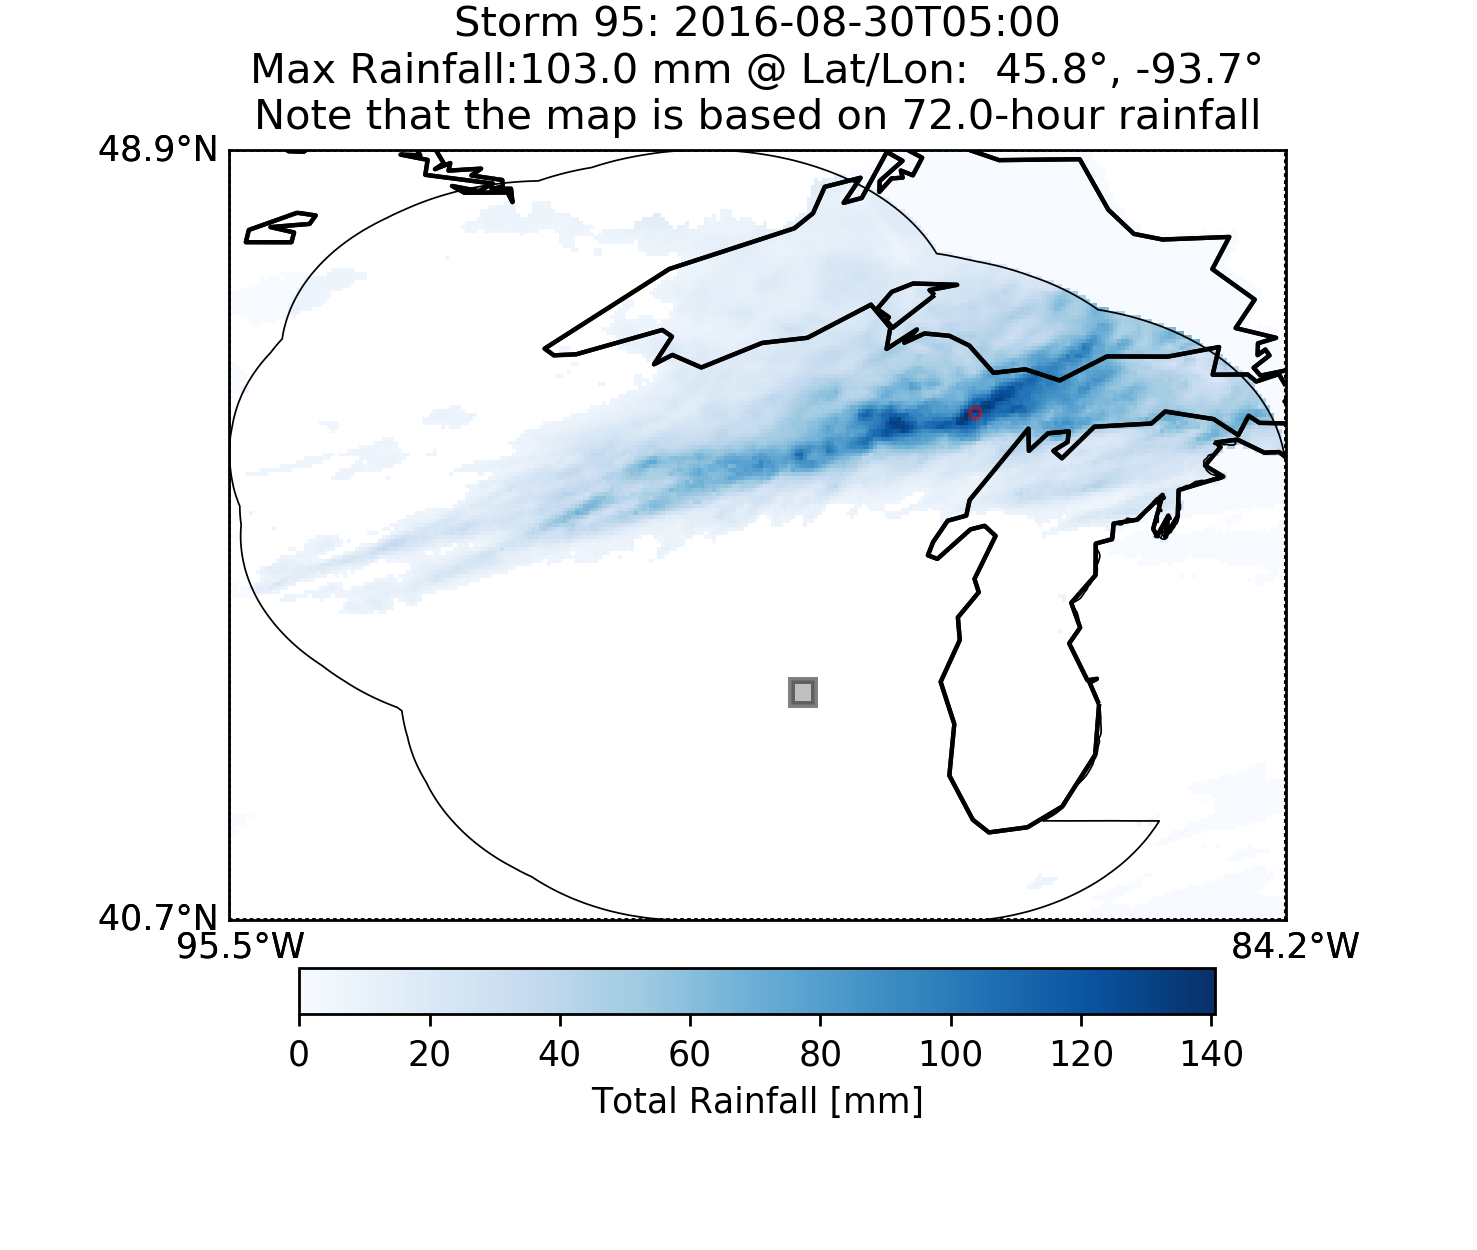 Storm 95: 2016-08-30T05:00
Max Rainfall:103.0 mm @ Lat/Lon:  45.8°, -93.7°
Note that the map is based on 72.0-hour rainfall
48.9°N
40.7°N
95.5°W 84.2°W
0 20 40 60 80 100 120 140
Total Rainfall [mm]